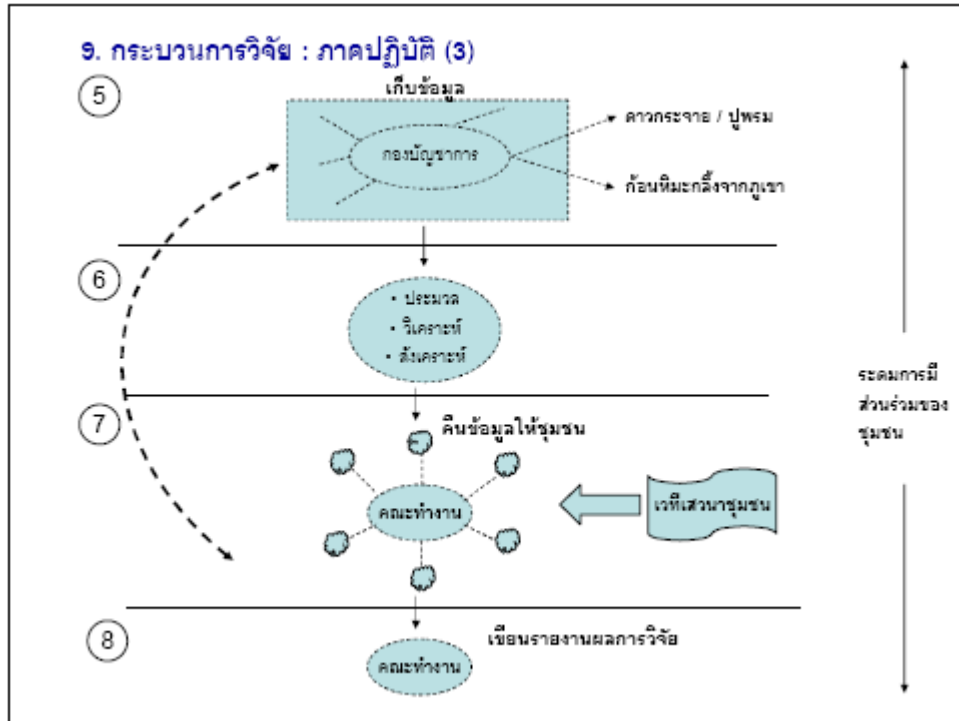 9. กระบวนการวิจัย : ภาคปฏิบัติ (3)
5
เก็บข้อมูล
กองบัญชาการ
ดาวกระจาย / ปูพรม
ก้อนหิมะกลิ้งจากภูเขา
6
• ประมวล
• วิเคราะห์
• สังเคราะห์
7
คืนข้อมูลให้ชุมชน
คณะทำงาน
เวทีเสวนาชุมชน
ระดมการมี
ส่วนร่วมของ
ชุมชน
8
เขียนรายงานผลการวิจัย
คณะทำงาน